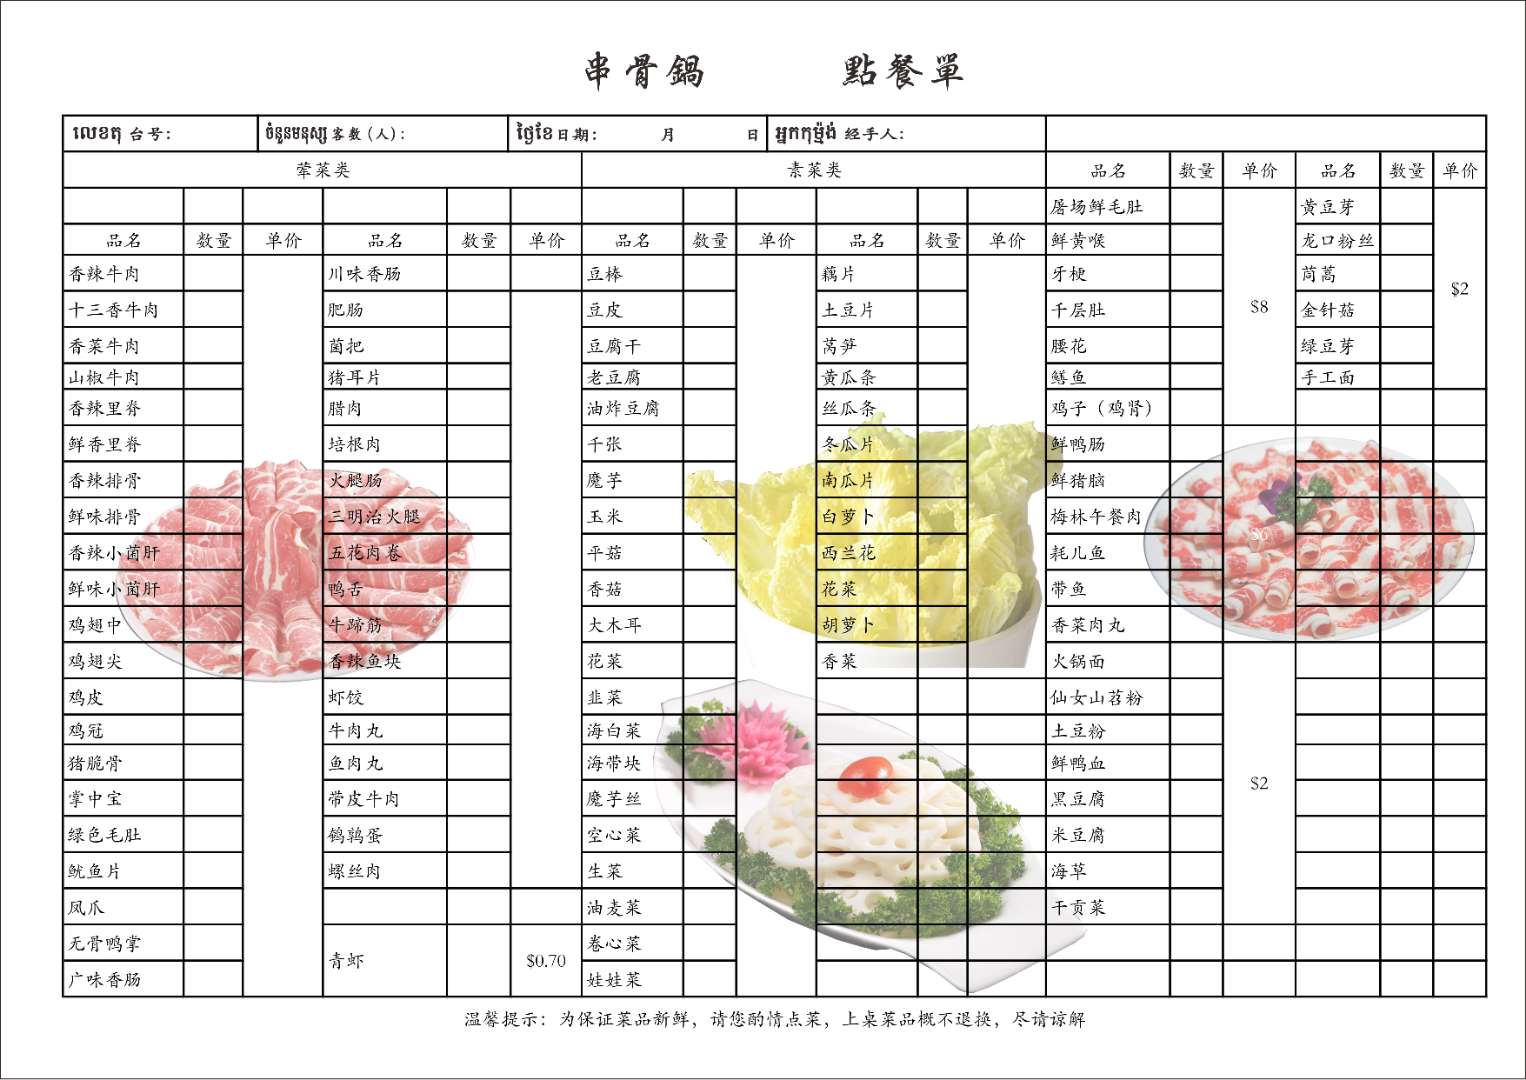 串骨鍋 點餐單
លេខតុ 台号: ចំនួនមនុស្ស 客数(人): ថ្ងៃខែ日期: 月 日 អ្នកកុម្ម៉ង់ 经手人:
荤菜类 素菜类 品名 数量 单价 品名 数量 单价
屠场鲜毛肚 黄豆芽
品名 数量 单价 品名 数量 单价 品名 数量 单价 品名 数量 单价 鲜黄喉 龙口粉丝
香辣牛肉 川味香肠 豆棒 藕片 牙梗 茼蒿
$2
十三香牛肉 肥肠 豆皮 土豆片 千层肚 $8 金针菇
香菜牛肉 菌把 豆腐干 莴笋 腰花 绿豆芽
山椒牛肉 猪耳片 老豆腐 黄瓜条 鳝鱼 手工面
香辣里脊 腊肉 油炸豆腐 丝瓜条 鸡子（鸡肾）
鲜香里脊 培根肉 千张 冬瓜片 鲜鸭肠
香辣排骨 火腿肠 魔芋 南瓜片 鲜猪脑
鲜味排骨 三明治火腿 玉米 白萝卜 梅林午餐肉
香辣小菌肝 五花肉卷 平菇 西兰花 耗儿鱼
鲜味小菌肝 鸭舌 香菇 花菜 带鱼
鸡翅中 牛蹄筋 大木耳 胡萝卜 香菜肉丸
鸡翅尖 香辣鱼块 花菜 香菜 火锅面
鸡皮 虾饺 韭菜 仙女山苕粉
鸡冠 牛肉丸 海白菜 土豆粉
猪脆骨 鱼肉丸 海带块 鲜鸭血
$2
掌中宝 带皮牛肉 魔芋丝 黑豆腐
绿色毛肚 鹌鹑蛋 空心菜 米豆腐
鱿鱼片 螺丝肉 生菜 海草
凤爪 油麦菜 干贡菜
无骨鸭掌 青虾 $0.70 卷心菜
广味香肠 娃娃菜
温馨提示：为保证菜品新鲜，请您酌情点菜，上桌菜品概不退换，尽请谅解